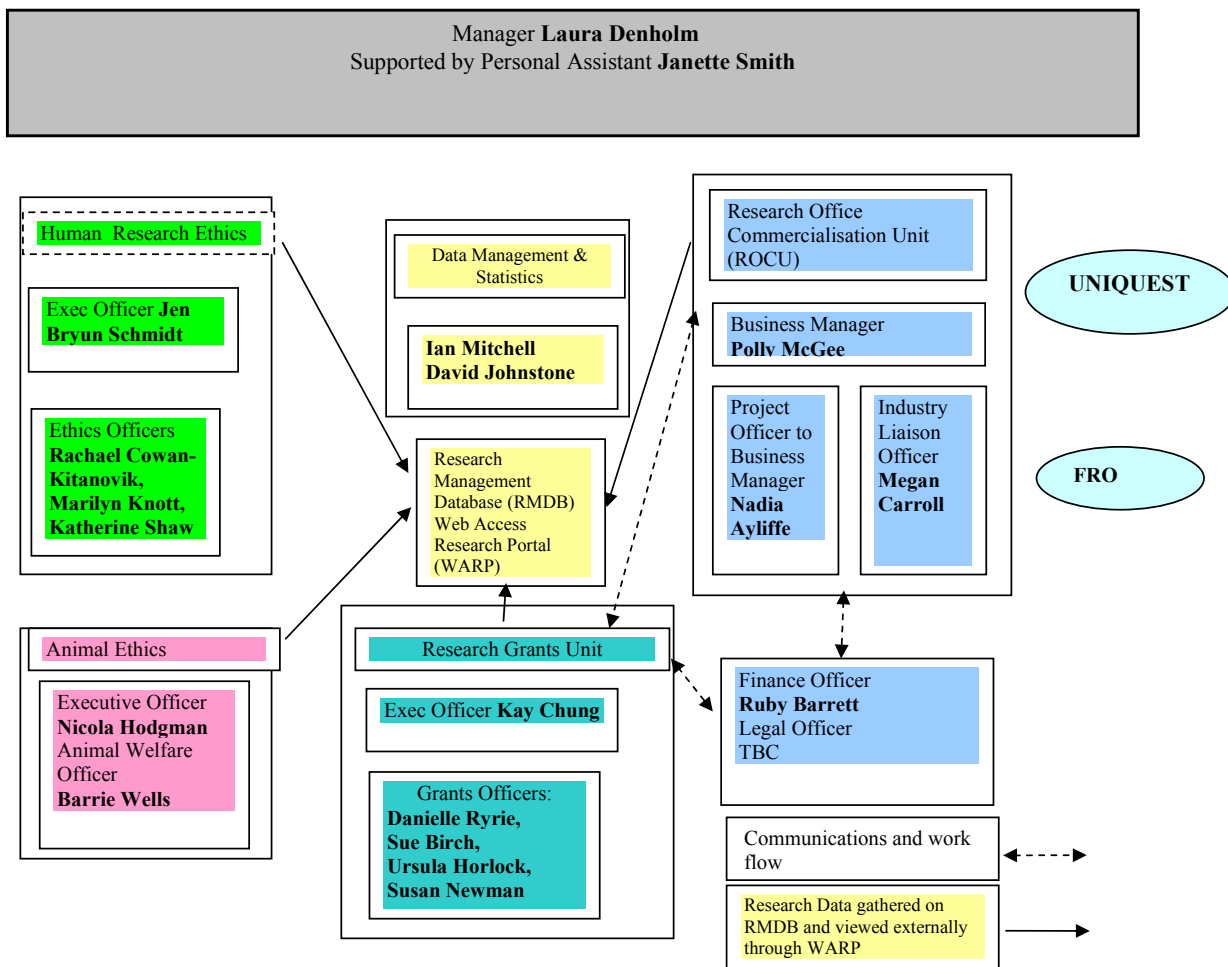 Manager Laura Denholm
Supported by Personal Assistant Janette Smith
Human  Research Ethics
Exec Officer Jen
Bryun Schmidt
Ethics Officers
Rachael Cowan-
Kitanovik,
Marilyn Knott,
Katherine Shaw
Animal Ethics
Executive Officer
Nicola Hodgman
Animal Welfare
Officer
Barrie Wells
Data Management &
Statistics
Ian Mitchell
David Johnstone
Research
Management
Database (RMDB)
Web Access
Research Portal
(WARP)
Research Grants Unit
Exec Officer Kay Chung
Grants Officers:
Danielle Ryrie,
Sue Birch,
Ursula Horlock,
Susan Newman
Research Office
Commercialisation Unit
(ROCU)
Business Manager
Polly McGee
Project
Officer to
Business
Manager
Nadia
Ayliffe
Industry
Liaison
Officer
Megan
Carroll
Finance Officer
Ruby Barrett
Legal Officer
TBC
UNIQUEST
FRO
Communications and work
flow
Research Data gathered on
RMDB and viewed externally
through WARP